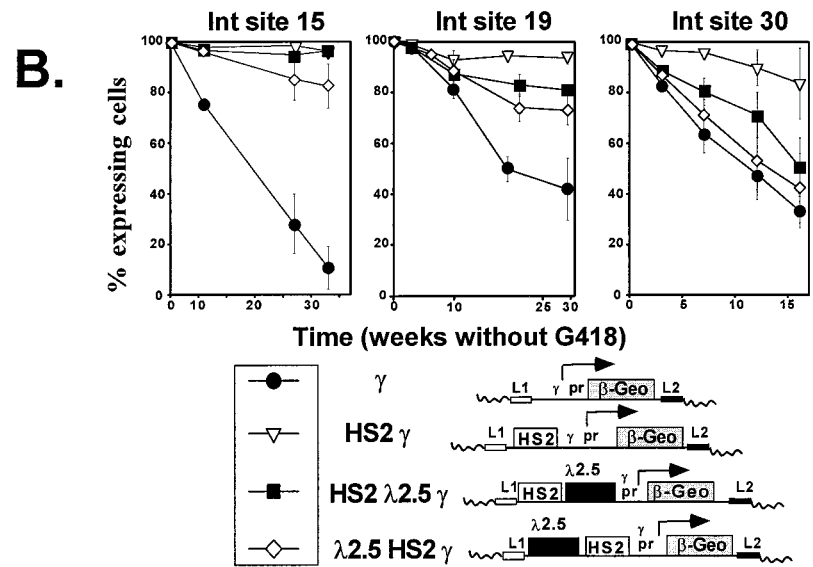 B.
Int site 15 Int site 19 Int site 30
% expressing cells
100 80 60 40 20 0
0 10 20 30
100 80 60 40 20 0
0 10 25 30
100 80 60 40 20 0
0 5 10 15
Time (weeks without G418)
γ
L1 γ pr β-Geo L2
HS2 γ
L1 HS2 γ pr β-Geo L2
HS2 λ2.5 γ
L1 HS2 λ2.5 γ pr β-Geo L2
λ2.5 HS2 γ
L1 λ2.5 HS2 γ pr β-Geo L2